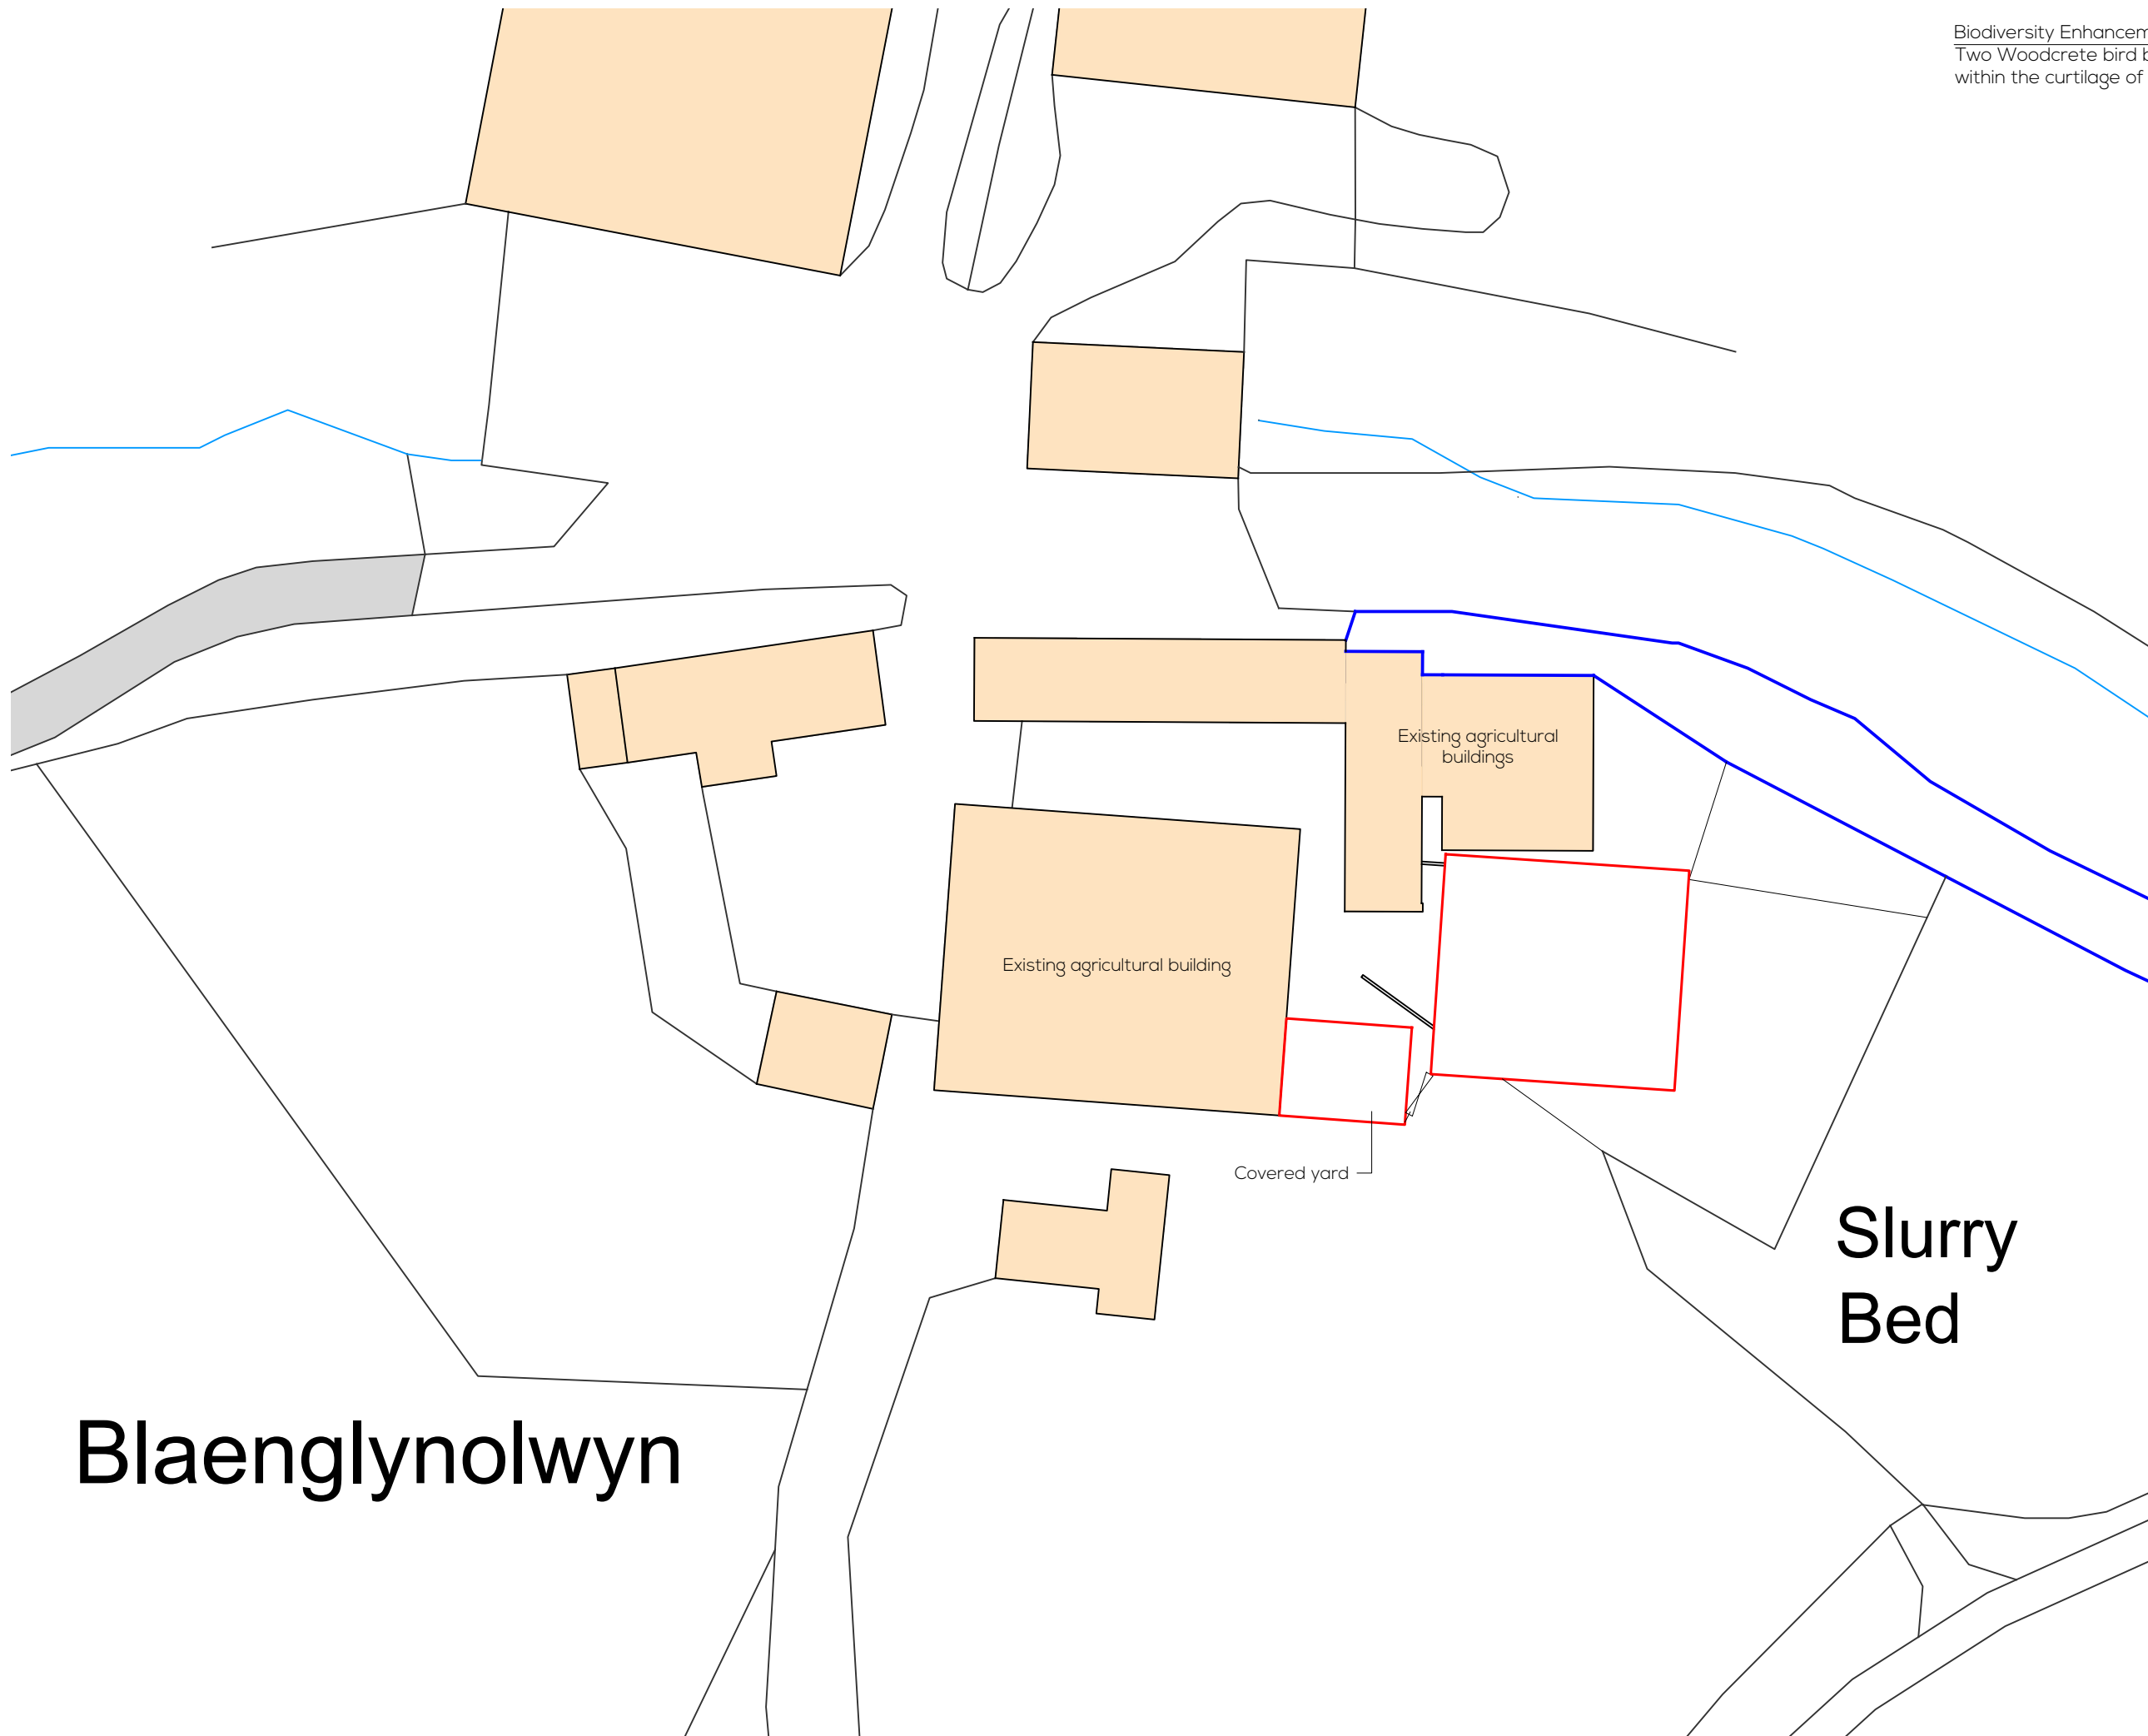 Biodiversity Enhancem
Two Woodcrete bird b
within the curtilage of
Existing agricultural
buildings
Existing agricultural building
Covered yard
Slurry
Bed
Blaenglynolwyn